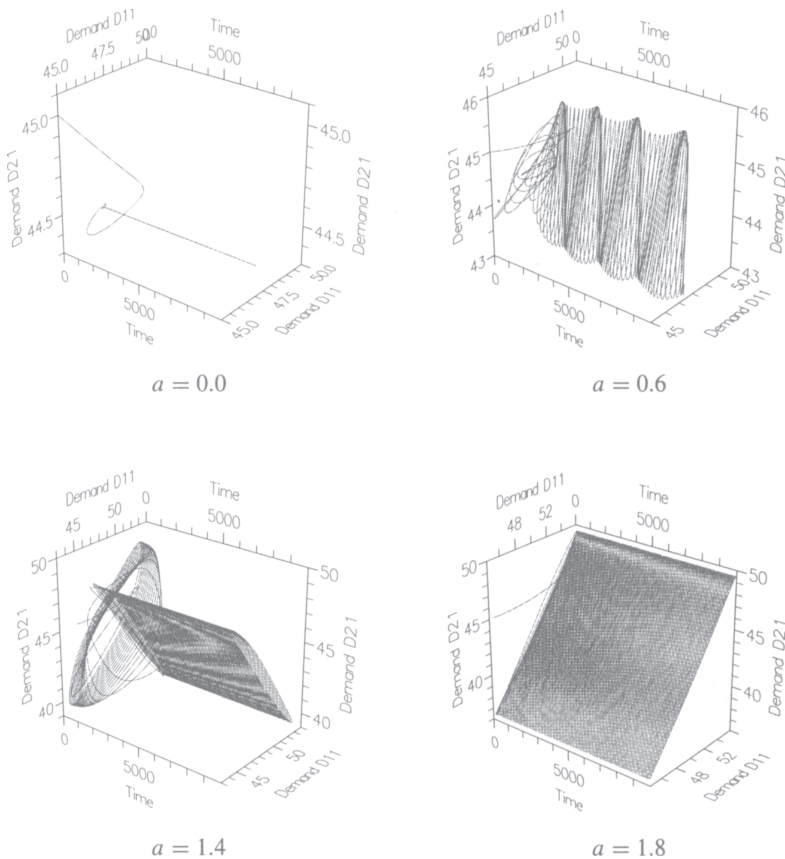 Demand D11
Time
45.0 47.5 50.0
5000
45.0
44.5
Demand D21
45.0
44.5
Demand D21
0
5000
Time
45.0 47.5 50.0
Demand D11
a = 0.0
Demand D11
Time
45
50 0
5000
46
45
44
43
Demand D21
46
45
44
43
Demand D21
0
5000
Time
45
50
Demand D11
a = 0.6
Demand D11
Time
45 50 0
5000
50
45
40
Demand D21
50
45
40
Demand D21
0
5000
Time
45 50
Demand D11
a = 1.4
Demand D11
Time
48 52 0
5000
50
45
40
Demand D21
50
45
40
Demand D21
0
5000
Time
48 52
Demand D11
a = 1.8